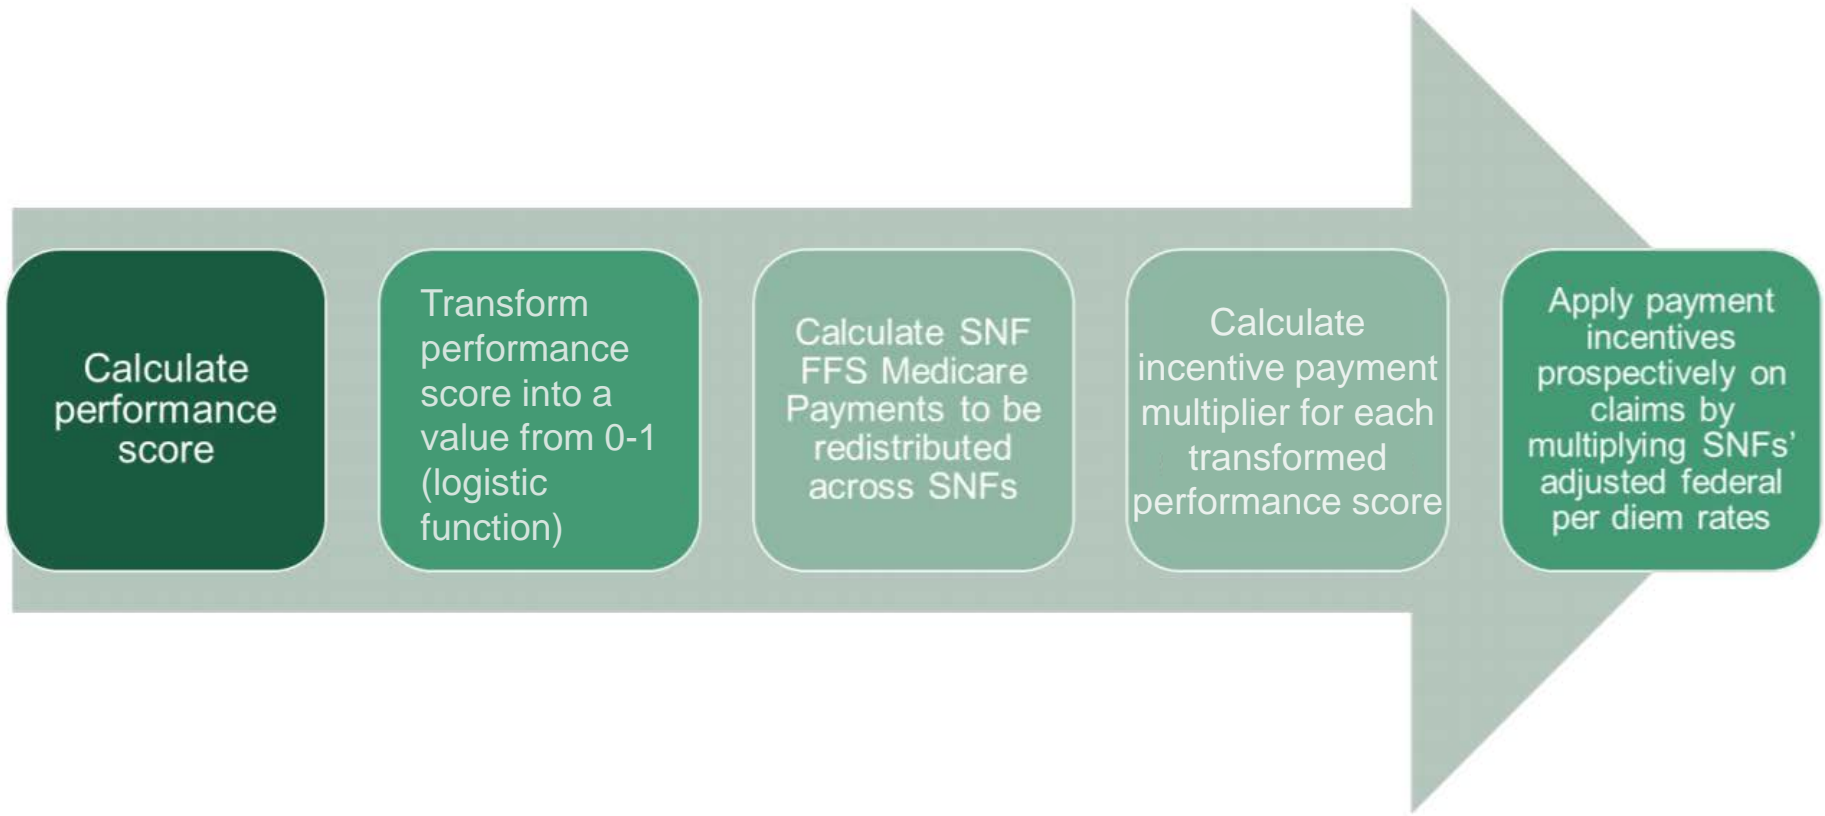 Calculate
performance
score
Transform
performance
score into a
value from 0-1
(logistic
function)
Calculate SNF
FFS Medicare
Payments to be
redistributed
across SNFs
Calculate
incentive payment
multiplier for each
transformed
performance score
Apply payment
incentives
prospectively on
claims by
multiplying SNFs’
adjusted federal
per diem rates